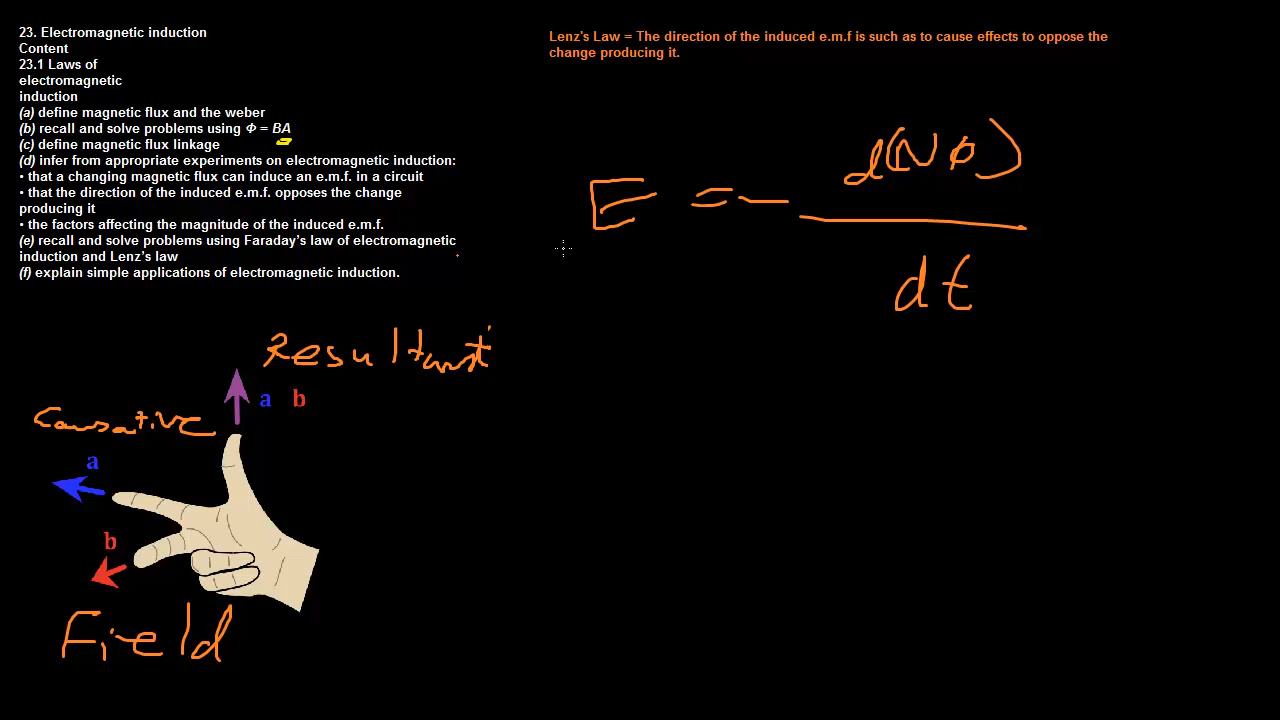 23. Electromagnetic induction
Content
23.1 Laws of
electromagnetic
induction
(a) define magnetic flux and the weber
(b) recall and solve problems using Φ = BA
(c) define magnetic flux linkage
(d) infer from appropriate experiments on electromagnetic induction:
• that a changing magnetic flux can induce an e.m.f. in a circuit
• that the direction of the induced e.m.f. opposes the change
producing it
• the factors affecting the magnitude of the induced e.m.f.
(e) recall and solve problems using Faraday's law of electromagnetic
induction and Lenz's law
(f) explain simple applications of electromagnetic induction.
Lenz's Law = The direction of the induced e.m.f is such as to cause effects to oppose the
change producing it.
E = - d(Nϕ)
dt
Resultant
a b
Causative
a
b
Field